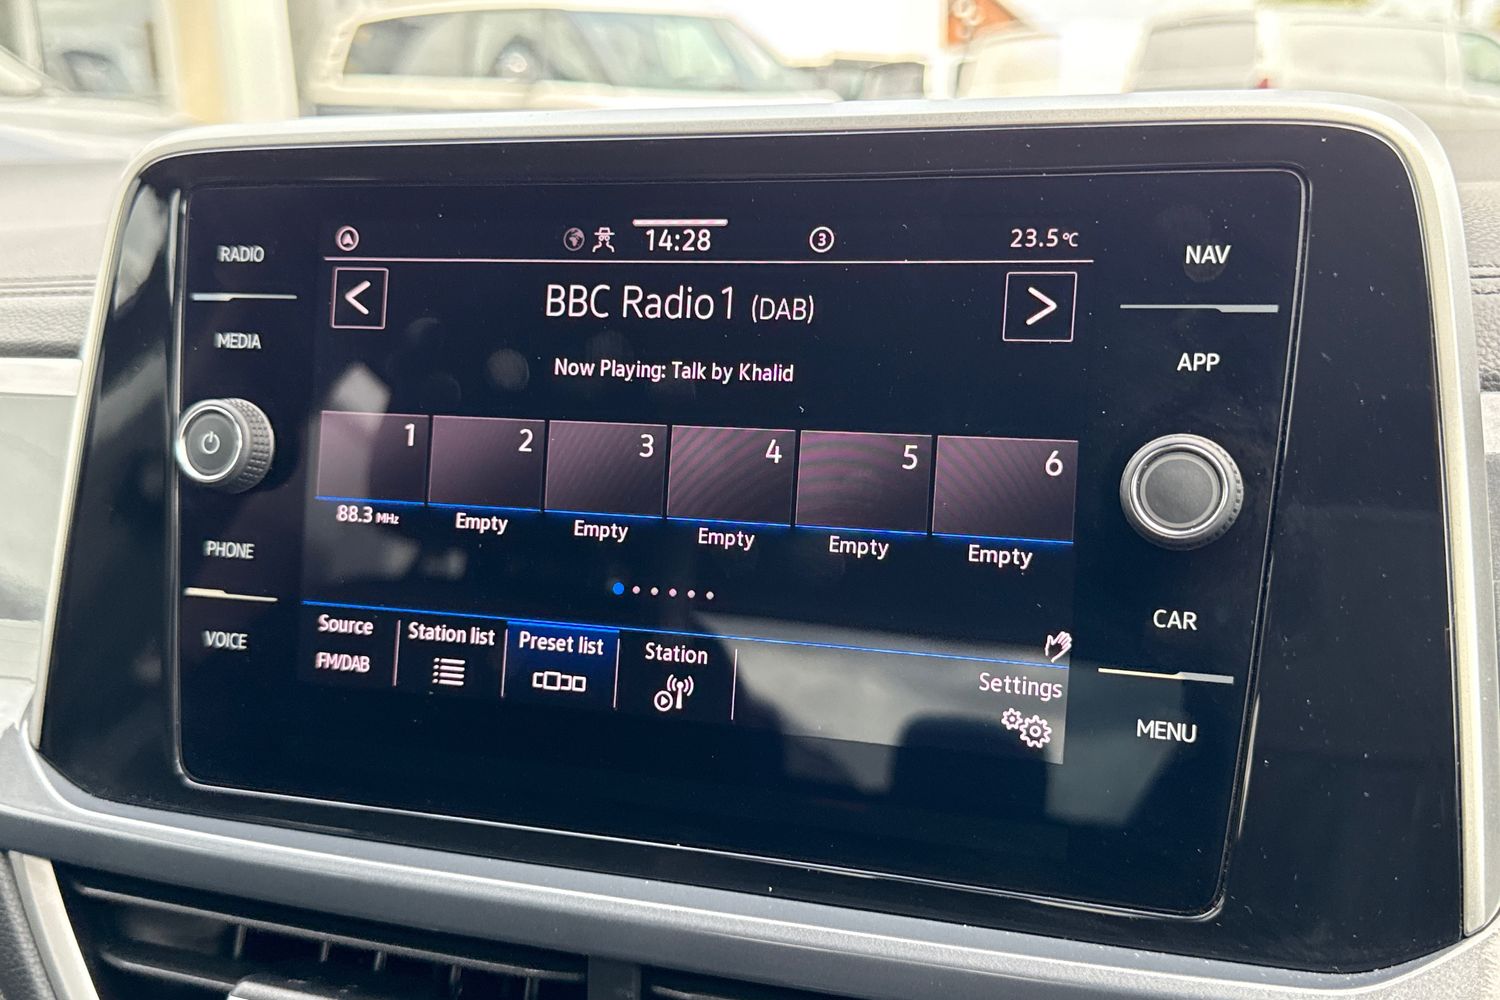 RADIO
MEDIA
PHONE
VOICE
14:28
3
23.5°C
BBC Radio 1 (DAB)
Now Playing: Talk by Khalid
1 2 3 4 5 6
88.3 MHz Empty Empty Empty Empty Empty
Source
FM/DAB
Station list
Preset list
Station
Settings
NAV
APP
CAR
MENU